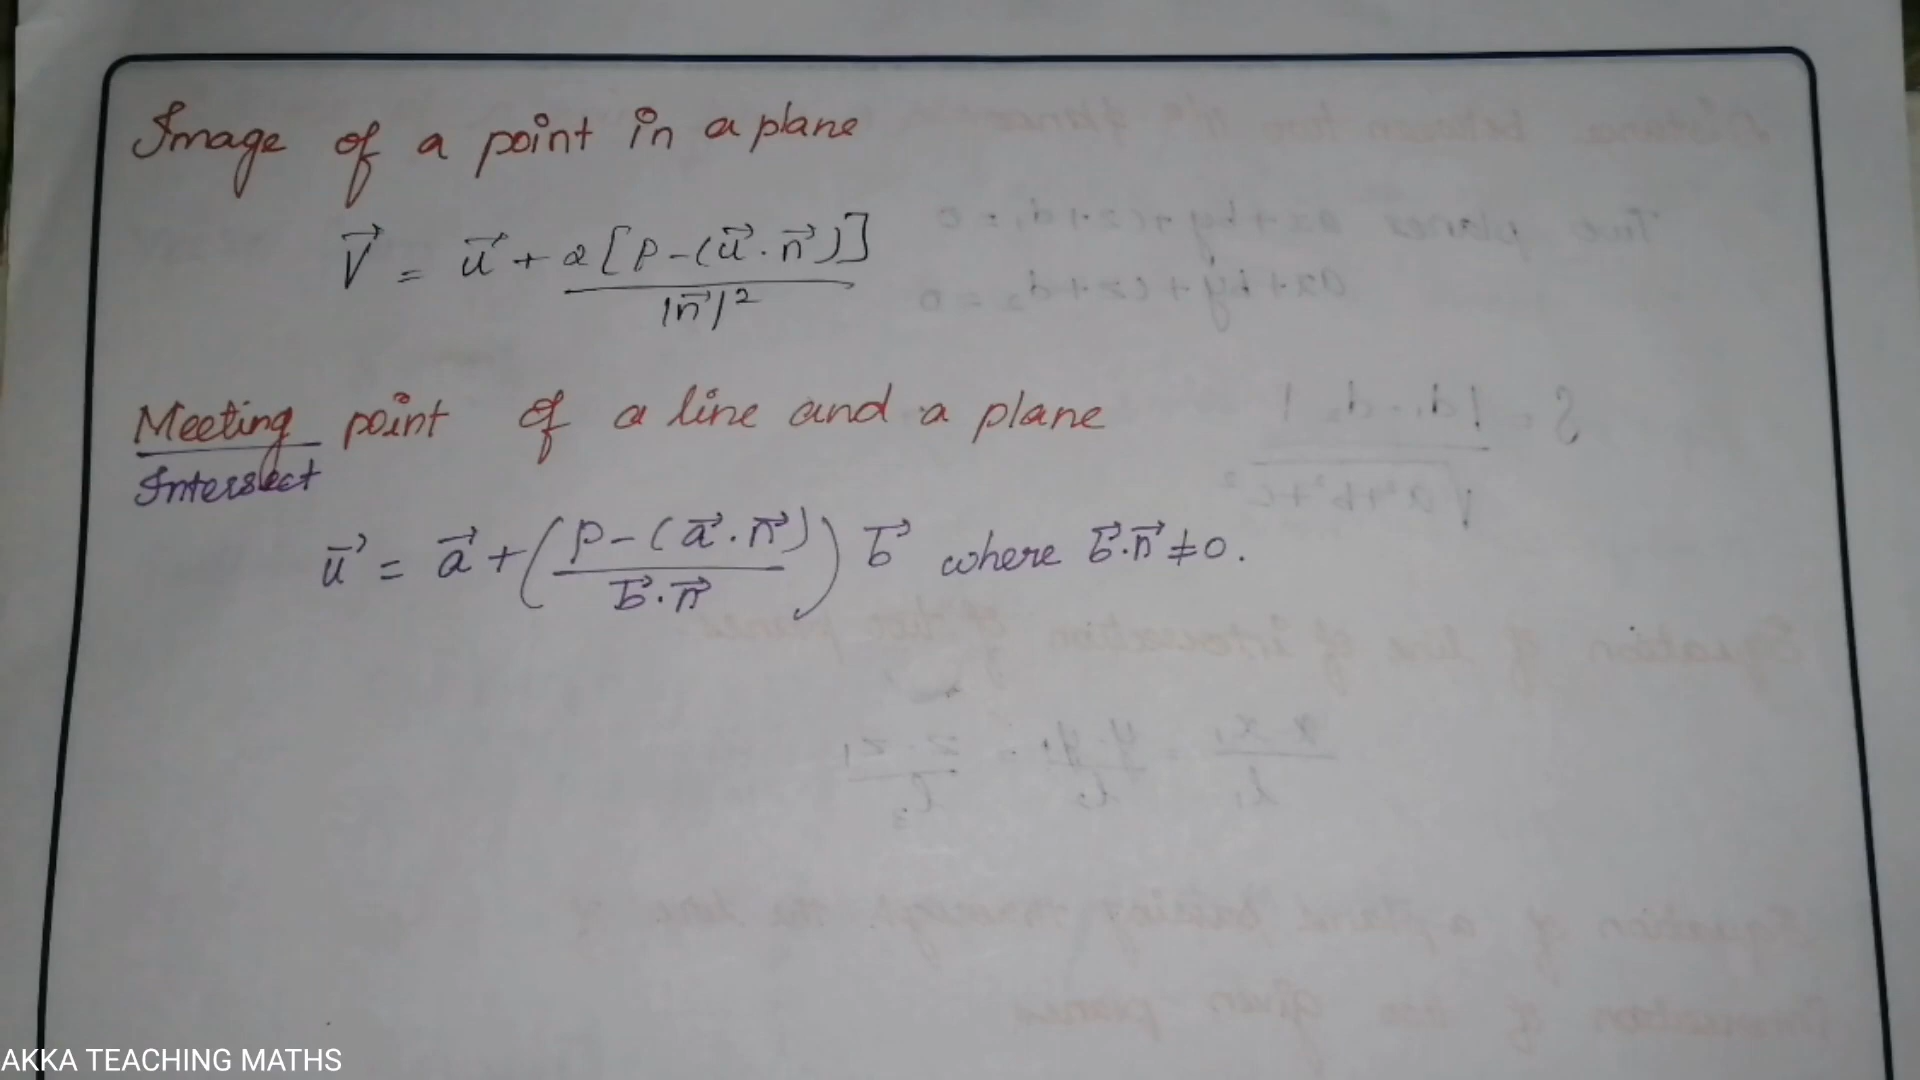 Image of a point in a plane
V⃗ = u⃗ + 2[p-(u⃗.n⃗)]
|n⃗|²
Meeting point of a line and a plane
Intersect
u⃗ = a⃗ + (p-(a⃗.n⃗) / b⃗.n⃗) b⃗ where b⃗.n⃗ ≠ 0.
AKKA TEACHING MATHS